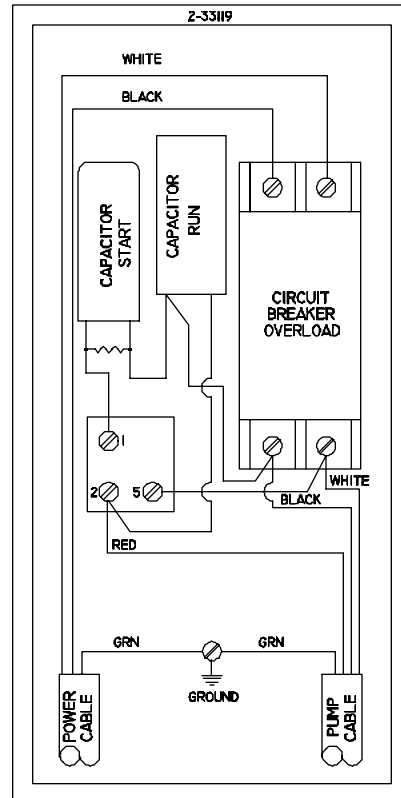 2-33119
WHITE
BLACK
CAPACITOR
START
CAPACITOR
RUN
CIRCUIT
BREAKER
OVERLOAD
1
2
5
WHITE
BLACK
RED
GRN
GRN
GROUND
POWER
CABLE
PUMP
CABLE